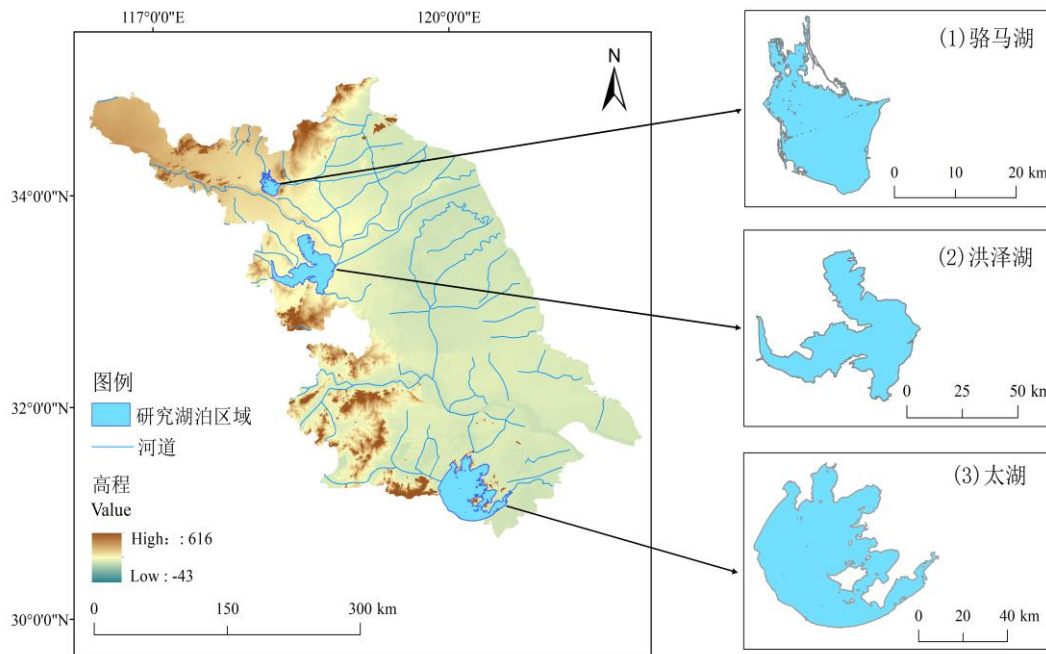 117°0'0"E
120°0'0"E
34°0'0"N
32°0'0"N
30°0'0"N
N
图例
研究湖泊区域
河道
高程
Value
High: : 616
Low : -43
0 150 300 km
(1)骆马湖
0 10 20 km
(2)洪泽湖
0 25 50 km
(3)太湖
0 20 40 km